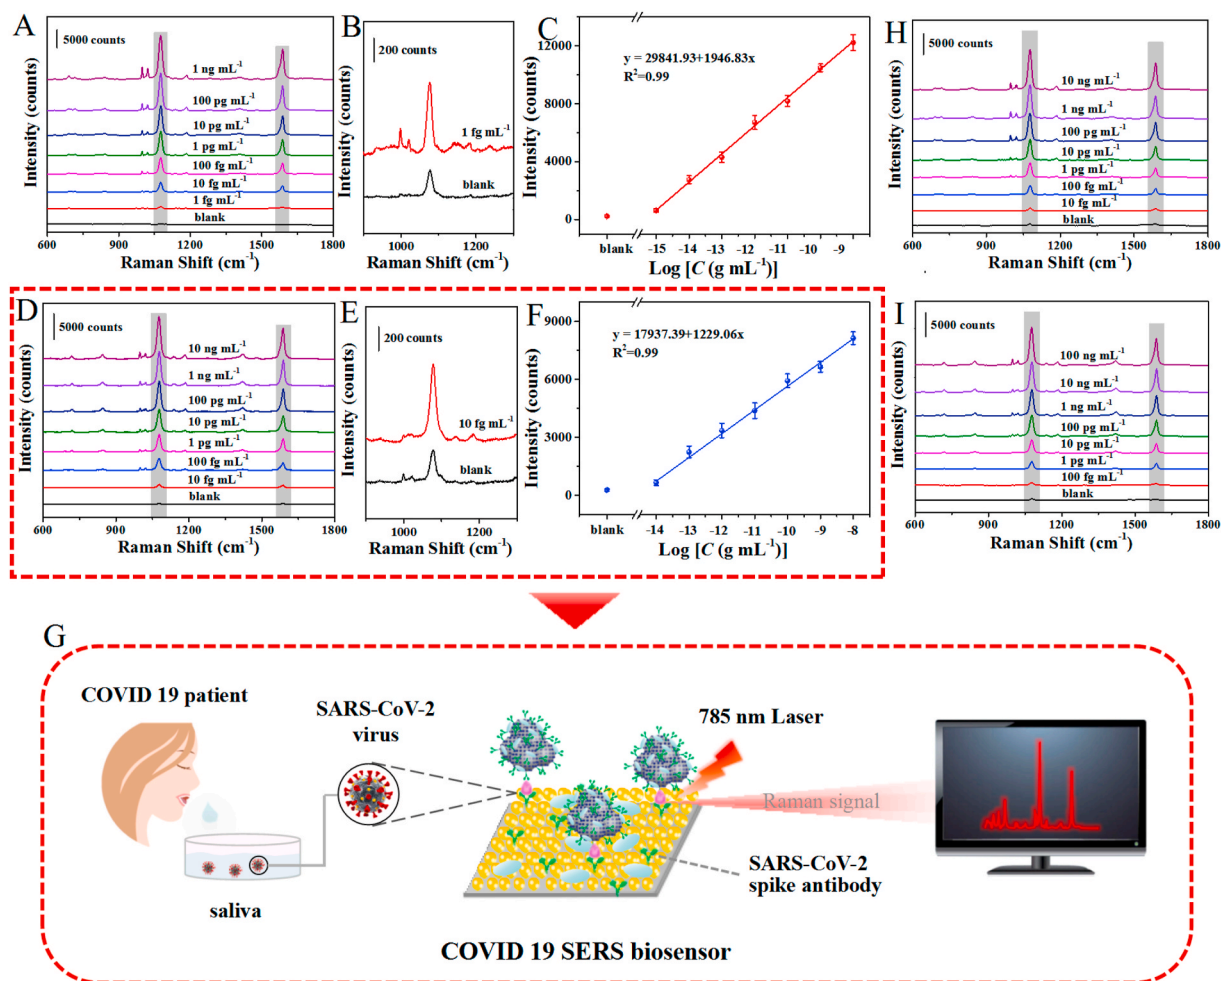 A
5000 counts
1 ng mL⁻¹
100 pg mL⁻¹
10 pg mL⁻¹
1 pg mL⁻¹
100 fg mL⁻¹
10 fg mL⁻¹
1 fg mL⁻¹
blank
Intensity (counts)
600 900 1200 1500 1800
Raman Shift (cm⁻¹)
B
200 counts
1 fg mL⁻¹
blank
Intensity (counts)
1000 1200
Raman Shift (cm⁻¹)
C
y = 29841.93+1946.83x
R²=0.99
Intensity (counts)
12000
8000
4000
0
blank -15 -14 -13 -12 -11 -10 -9 -8
Log [C (g mL⁻¹)]
H
5000 counts
10 ng mL⁻¹
1 ng mL⁻¹
100 pg mL⁻¹
10 pg mL⁻¹
1 pg mL⁻¹
100 fg mL⁻¹
10 fg mL⁻¹
blank
Intensity (counts)
600 900 1200 1500 1800
Raman Shift (cm⁻¹)
D
5000 counts
10 ng mL⁻¹
1 ng mL⁻¹
100 pg mL⁻¹
10 pg mL⁻¹
1 pg mL⁻¹
100 fg mL⁻¹
10 fg mL⁻¹
blank
Intensity (counts)
600 900 1200 1500 1800
Raman Shift (cm⁻¹)
E
200 counts
10 fg mL⁻¹
blank
Intensity (counts)
1000 1200
Raman Shift (cm⁻¹)
F
y = 17937.39+1229.06x
R²=0.99
Intensity (counts)
9000
6000
3000
0
blank -14 -13 -12 -11 -10 -9 -8
Log [C (g mL⁻¹)]
I
5000 counts
100 ng mL⁻¹
10 ng mL⁻¹
1 ng mL⁻¹
100 pg mL⁻¹
10 pg mL⁻¹
1 pg mL⁻¹
100 fg mL⁻¹
blank
Intensity (counts)
600 900 1200 1500 1800
Raman Shift (cm⁻¹)
G
COVID 19 patient
SARS-CoV-2
virus
785 nm Laser
Raman signal
SARS-CoV-2
spike antibody
saliva
COVID 19 SERS biosensor